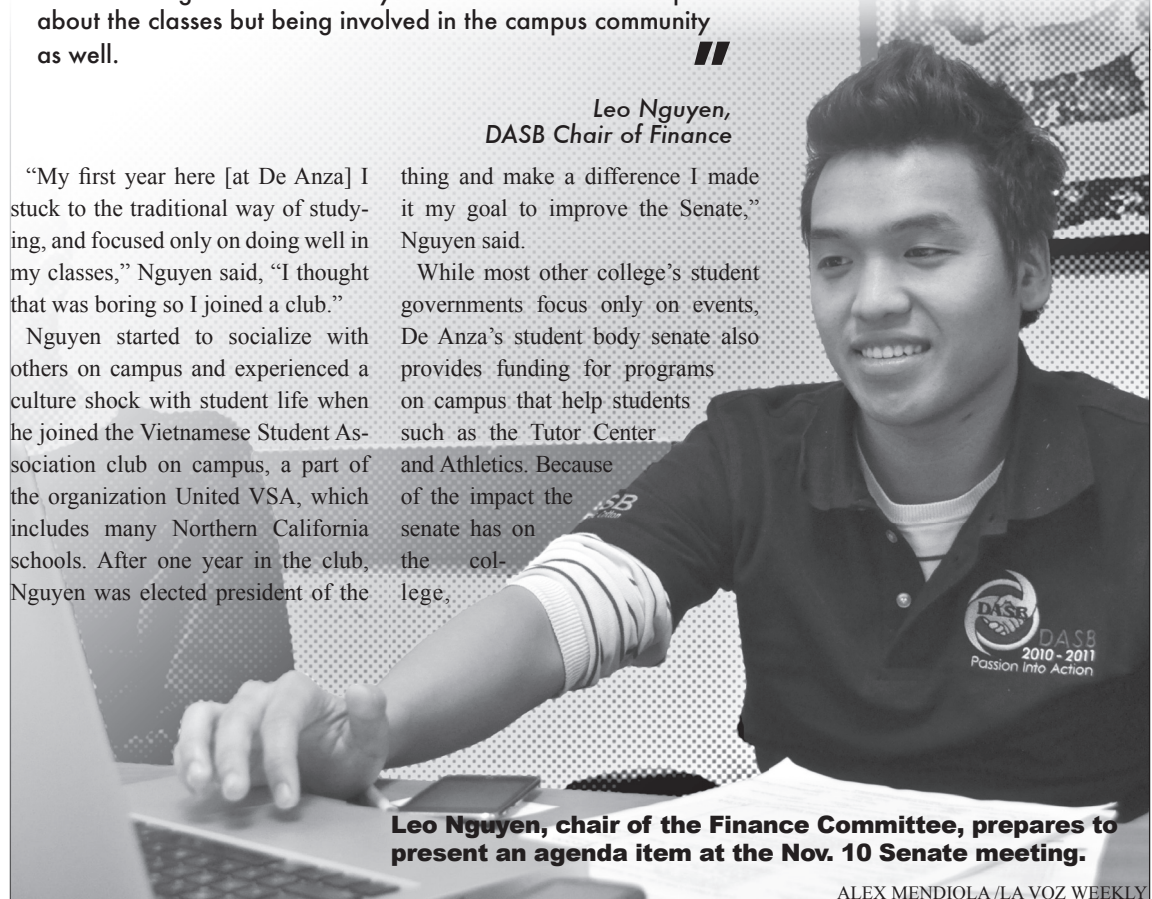 about the classes but being involved in the campus community
as well.
"
Leo Nguyen,
DASB Chair of Finance
“My first year here [at De Anza] I
stuck to the traditional way of study-
ing, and focused only on doing well in
my classes,” Nguyen said, “I thought
that was boring so I joined a club.”
Nguyen started to socialize with
others on campus and experienced a
culture shock with student life when
he joined the Vietnamese Student As-
sociation club on campus, a part of
the organization United VSA, which
includes many Northern California
schools. After one year in the club,
Nguyen was elected president of the
thing and make a difference I made
it my goal to improve the Senate,”
Nguyen said.
While most other college’s student
governments focus only on events,
De Anza’s student body senate also
provides funding for programs
on campus that help students
such as the Tutor Center
and Athletics. Because
of the impact the
senate has on
the col-
lege,
SB
DASB
DASB
2010 - 2011
Passion Into Action
Leo Nguyen, chair of the Finance Committee, prepares to
present an agenda item at the Nov. 10 Senate meeting.
ALEX MENDIOLA /LA VOZ WEEKLY